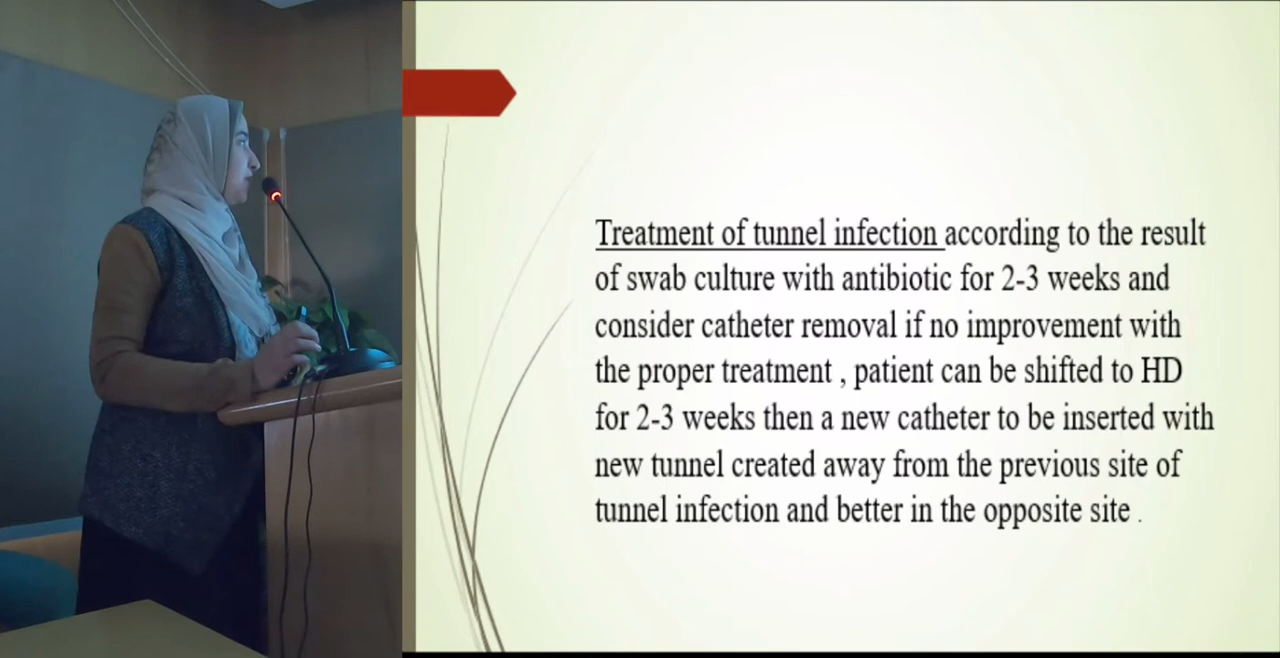 Treatment of tunnel infection according to the result
of swab culture with antibiotic for 2-3 weeks and
consider catheter removal if no improvement with
the proper treatment , patient can be shifted to HD
for 2-3 weeks then a new catheter to be inserted with
new tunnel created away from the previous site of
tunnel infection and better in the opposite site .